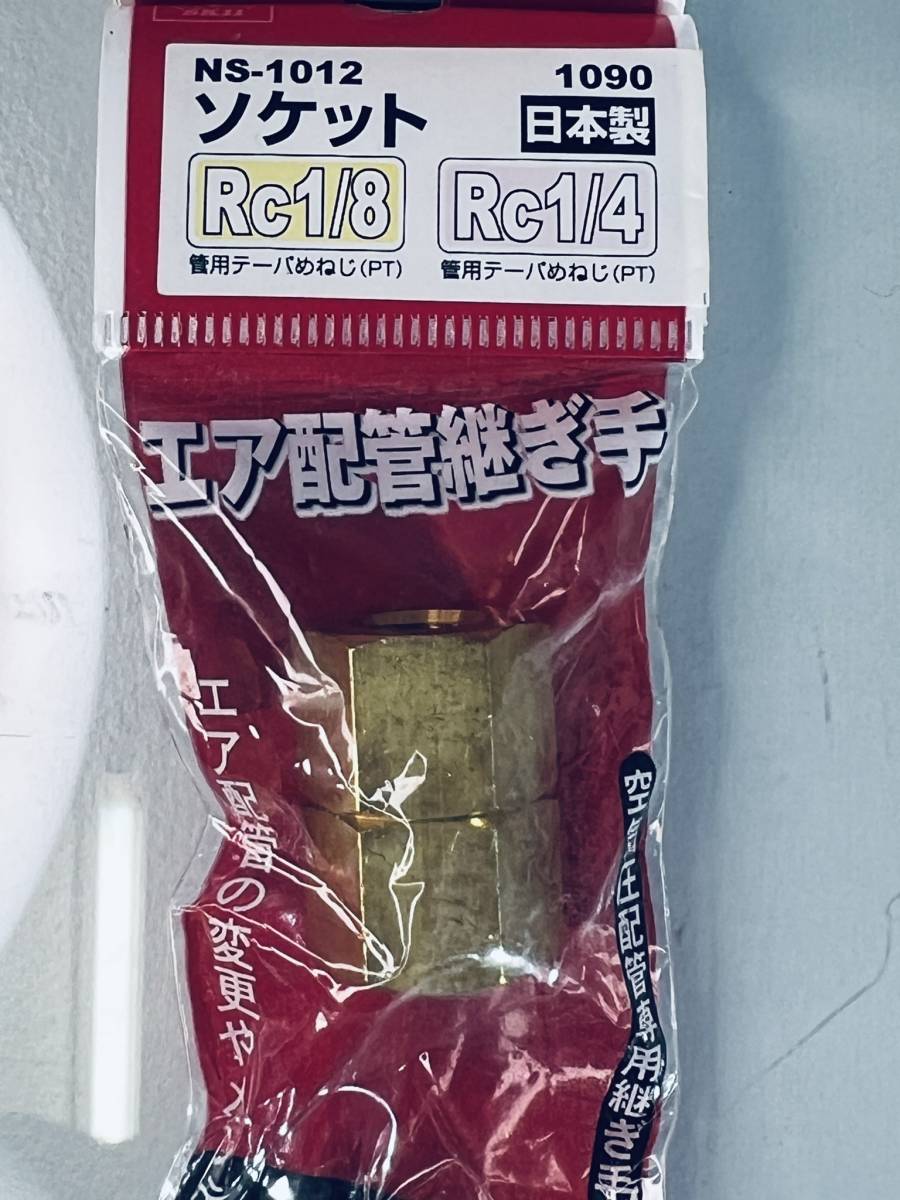 SK11
NS-1012
1090
ソケット
日本製
Rc1/8
Rc1/4
管用テーパめねじ(PT)
管用テーパめねじ(PT)
エア配管継ぎ手
エア配管の変更や
空気圧配管専用継ぎ手